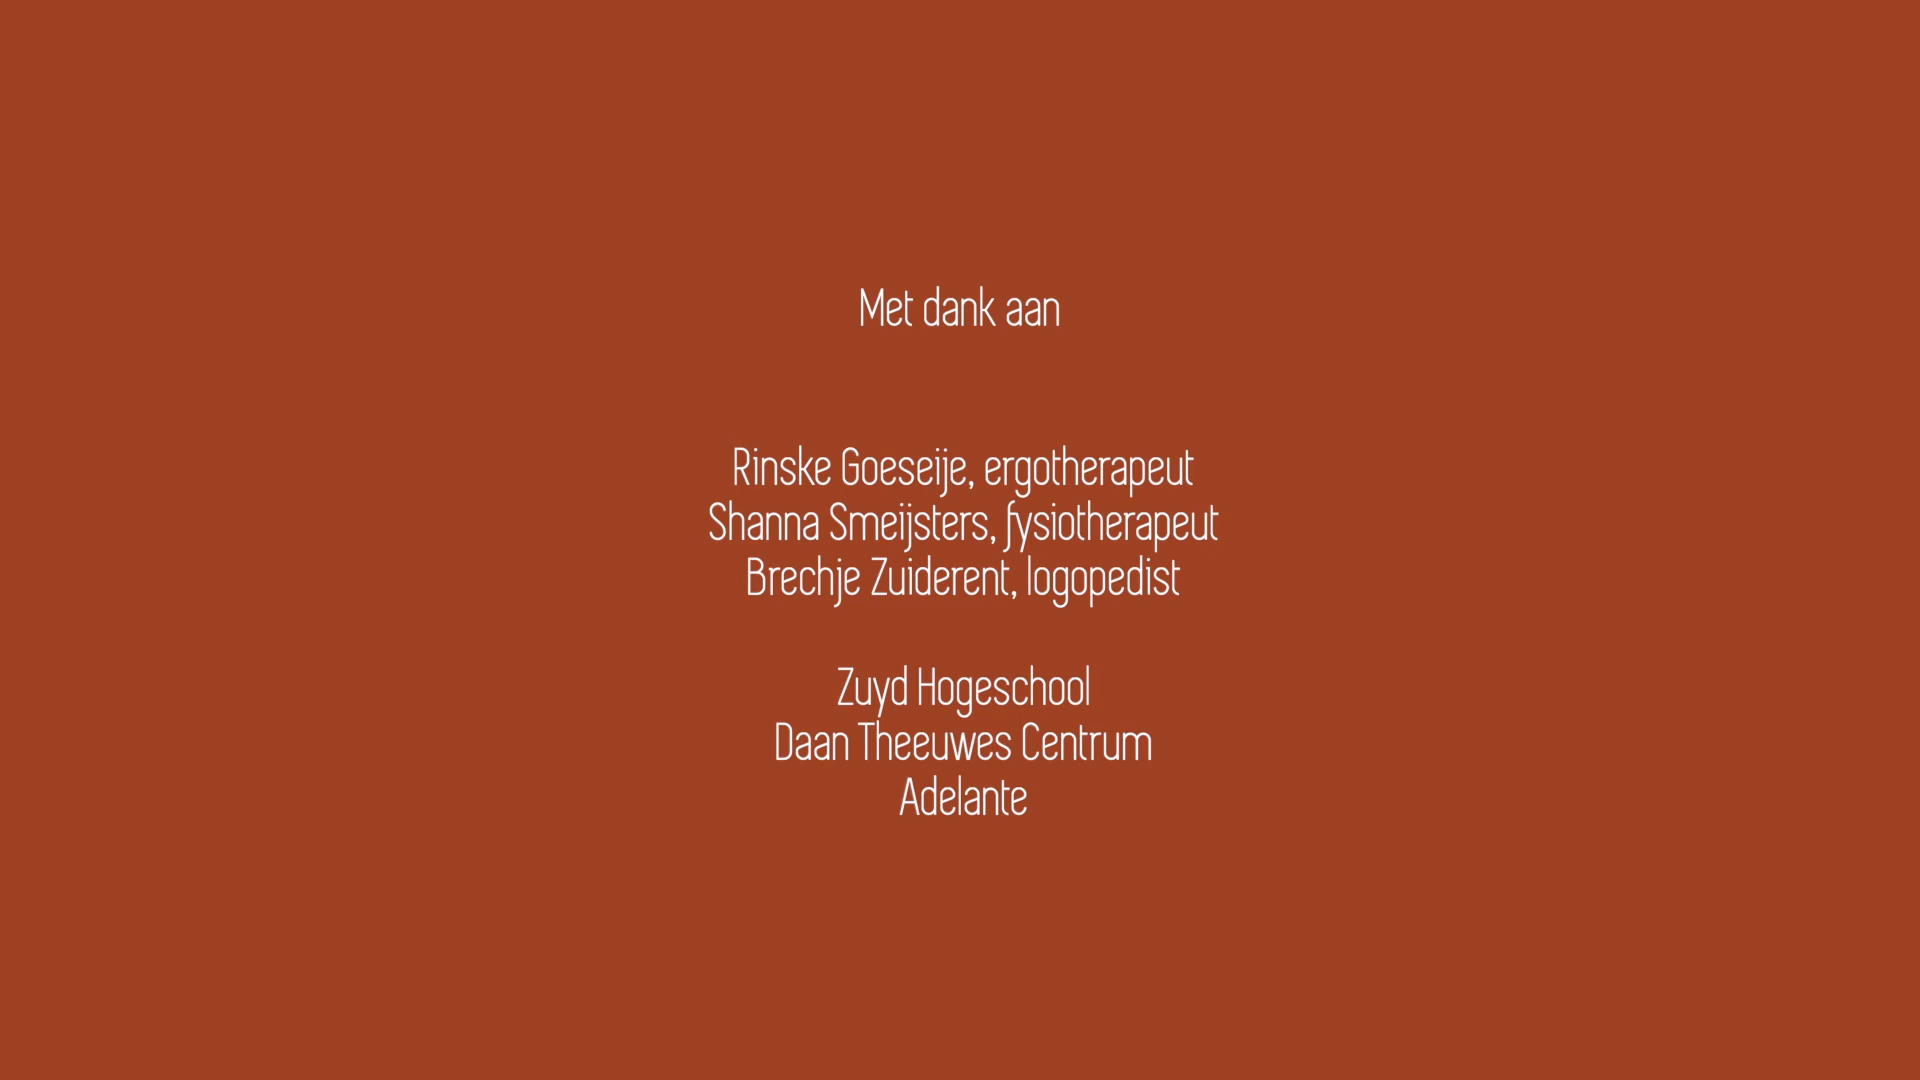 Met dank aan
Rinske Goeseije, ergotherapeut
Shanna Smeijsters, fysiotherapeut
Brechje Zuiderent, logopedist
Zuyd Hogeschool
Daan Theeuwes Centrum
Adelante